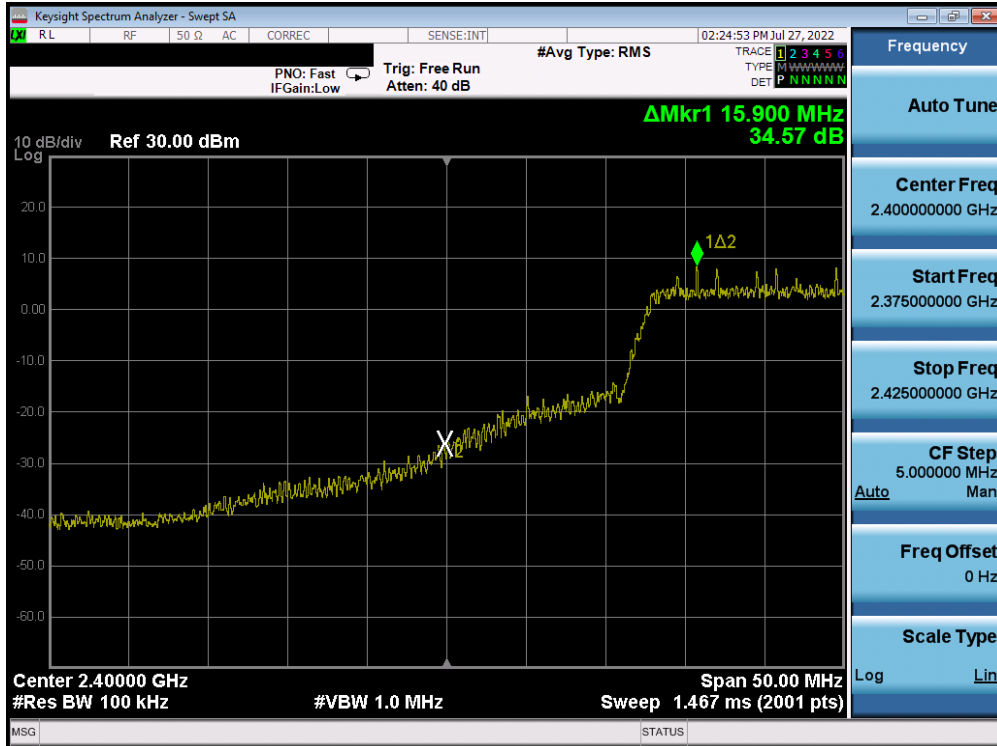 Keysight Spectrum Analyzer - Swept SA
LXI RL RF 50 Ω AC CORREC SENSE:INT 02:24:53 PM Jul 27, 2022
#Avg Type: RMS TRACE 1 2 3 4 5 6
PNO: Fast Trig: Free Run TYPE M W W W W W
IFGain:Low Atten: 40 dB DET P N N N N N
ΔMkr1 15.900 MHz
34.57 dB
10 dB/div Ref 30.00 dBm
Log
20.0
10.0
0.00
-10.0
-20.0
-30.0
-40.0
-50.0
-60.0
1Δ2
X2
Center 2.40000 GHz Span 50.00 MHz
#Res BW 100 kHz #VBW 1.0 MHz Sweep 1.467 ms (2001 pts)
MSG STATUS
Frequency
Auto Tune
Center Freq
2.400000000 GHz
Start Freq
2.375000000 GHz
Stop Freq
2.425000000 GHz
CF Step
5.000000 MHz
Auto Man
Freq Offset
0 Hz
Scale Type
Log Lin